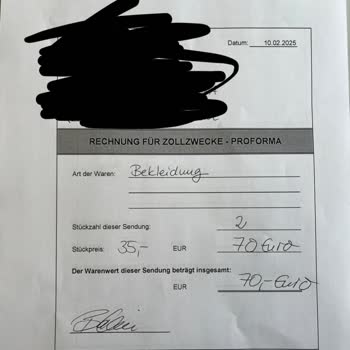 Datum: 10.02.2025
RECHNUNG FÜR ZOLLZWECKE - PROFORMA
Art der Waren: Bekleidung
Stückzahl dieser Sendung: 2
Stückpreis: 35,- EUR 70 Euro
Der Warenwert dieser Sendung beträgt insgesamt:
EUR 70,- Euro